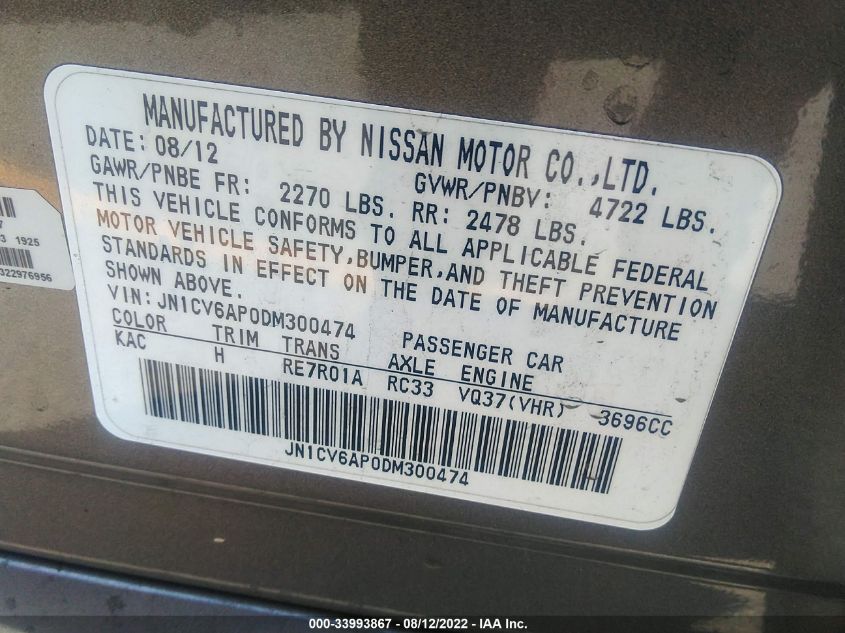 MANUFACTURED BY NISSAN MOTOR CO.,LTD.
DATE: 08/12 GVWR/PNBV: 4722 LBS.
GAWR/PNBE FR: 2270 LBS. RR: 2478 LBS.
THIS VEHICLE CONFORMS TO ALL APPLICABLE FEDERAL
MOTOR VEHICLE SAFETY,BUMPER,AND THEFT PREVENTION
STANDARDS IN EFFECT ON THE DATE OF MANUFACTURE
SHOWN ABOVE.
VIN:JN1CV6AP0DM300474 PASSENGER CAR
COLOR TRIM TRANS AXLE ENGINE
KAC H RE7R01A RC33 VQ37(VHR) 3696CC
JN1CV6AP0DM300474
7
3 1925
322976956
000-33993867 - 08/12/2022 - IAA Inc.